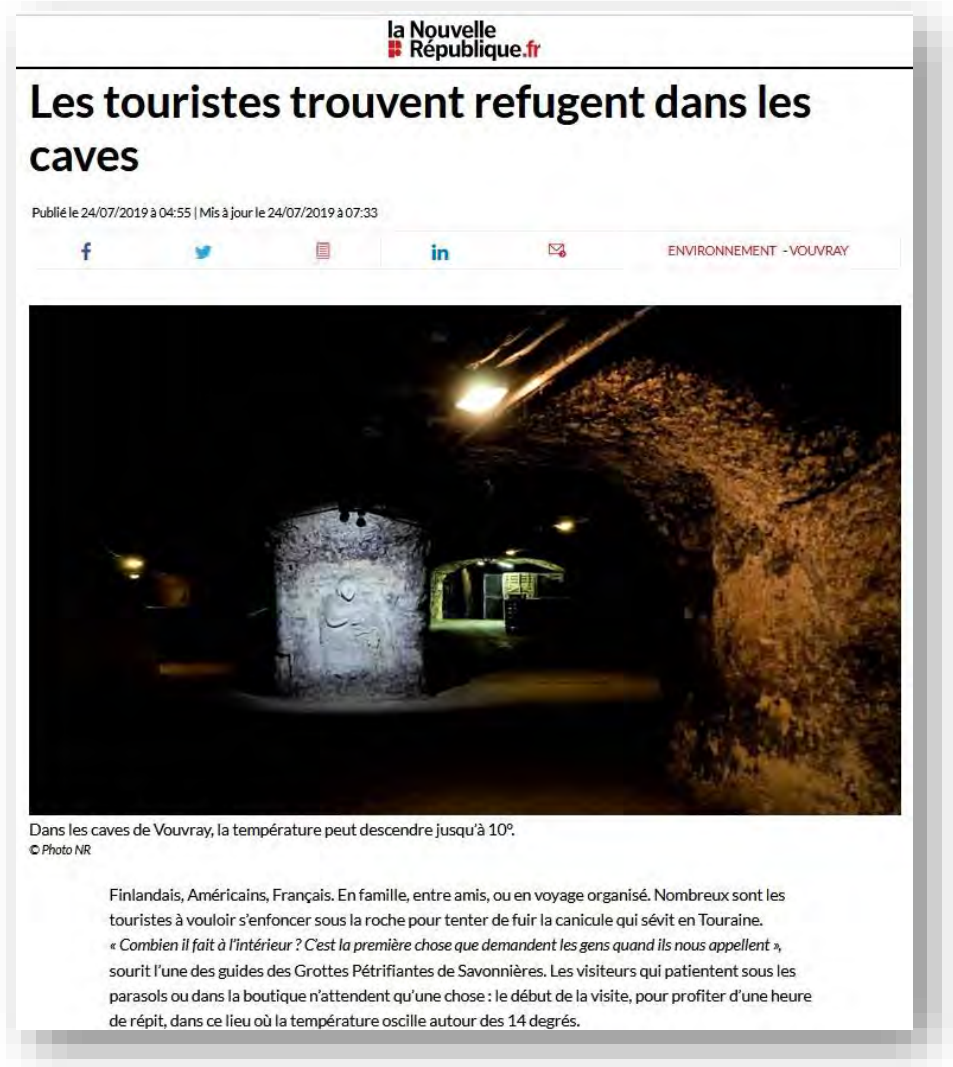 la Nouvelle
République.fr
Les touristes trouvent refugent dans les
caves
Publié le 24/07/2019 à 04:55 | Mis à jour le 24/07/2019 à 07:33
ENVIRONNEMENT - VOUVRAY
Dans les caves de Vouvray, la température peut descendre jusqu'à 10°.
© Photo NR
Finlandais, Américains, Français. En famille, entre amis, ou en voyage organisé. Nombreux sont les
touristes à vouloir s'enfoncer sous la roche pour tenter de fuir la canicule qui sévit en Touraine.
« Combien il fait à l'intérieur ? C'est la première chose que demandent les gens quand ils nous appellent »,
sourit l'une des guides des Grottes Pétrifiantes de Savonnières. Les visiteurs qui patientent sous les
parasols ou dans la boutique n'attendent qu'une chose : le début de la visite, pour profiter d'une heure
de répit, dans ce lieu où la température oscille autour des 14 degrés.